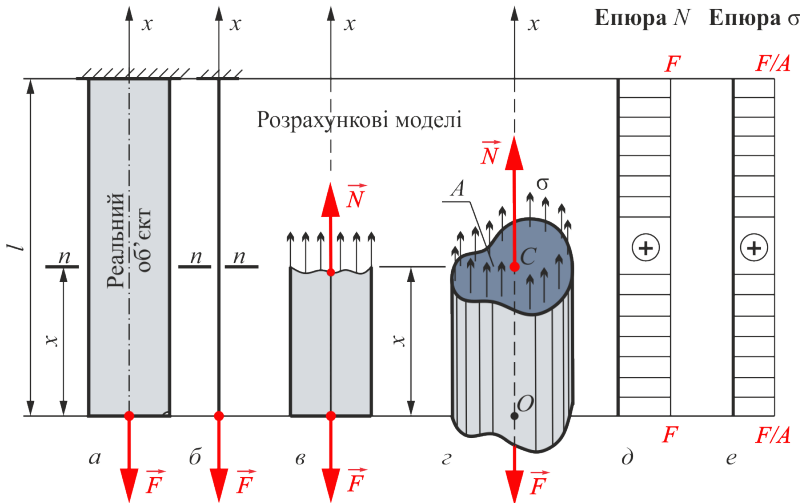 Епюра N Епюра σ
x x x x
F F/A
Розрахункові моделі
N
N
σ
A
l
Реальний
об’єкт
n n n
C
x
x
O
F F/A
а F б F в F г F д е